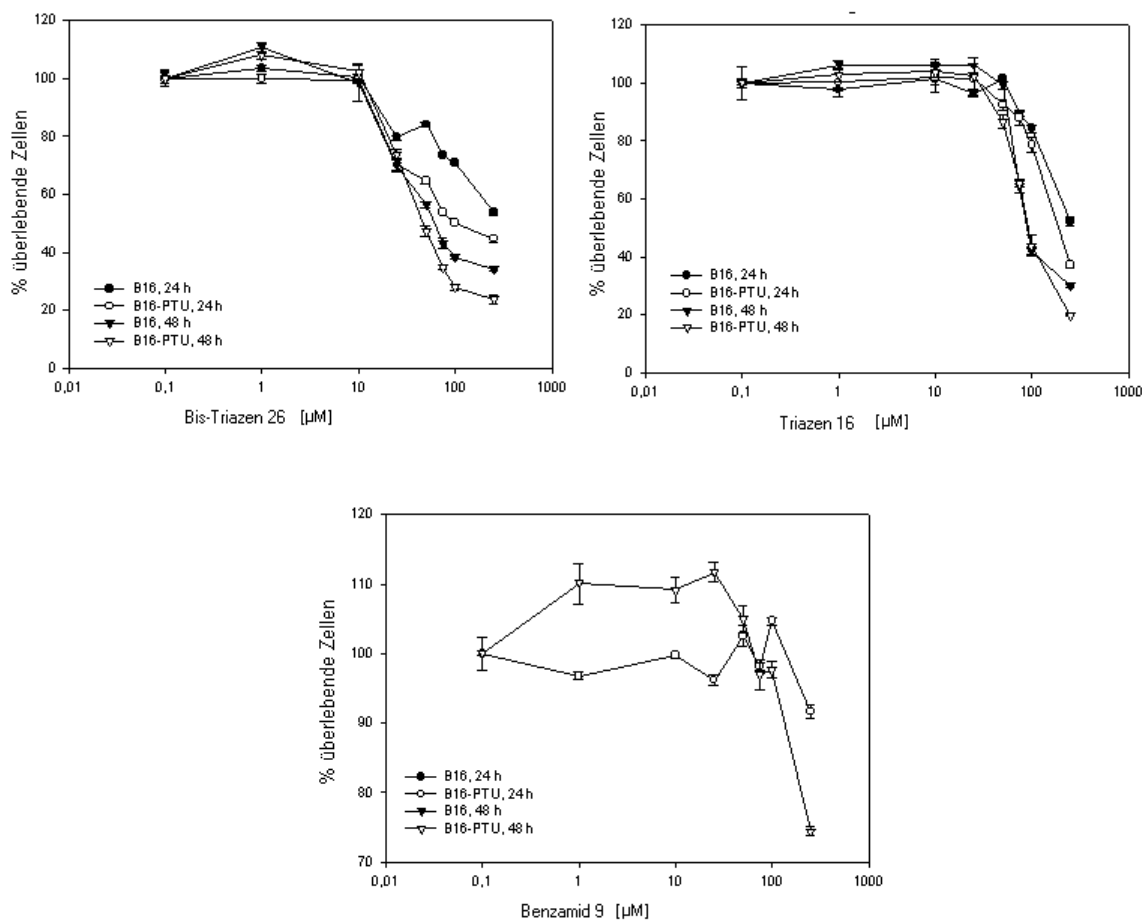 120
100
80
60
40
20
0
% überlebende Zellen
B16, 24 h
B16-PTU, 24 h
B16, 48 h
B16-PTU, 48 h
0,01 0,1 1 10 100 1000
Bis-Triazen 26 [µM]
120
100
80
60
40
20
0
% überlebende Zellen
B16, 24 h
B16-PTU, 24 h
B16, 48 h
B16-PTU, 48 h
0,01 0,1 1 10 100 1000
Triazen 16 [µM]
120
110
100
90
80
70
% überlebende Zellen
B16, 24 h
B16-PTU, 24 h
B16, 48 h
B16-PTU, 48 h
0,01 0,1 1 10 100 1000
Benzamid 9 [µM]